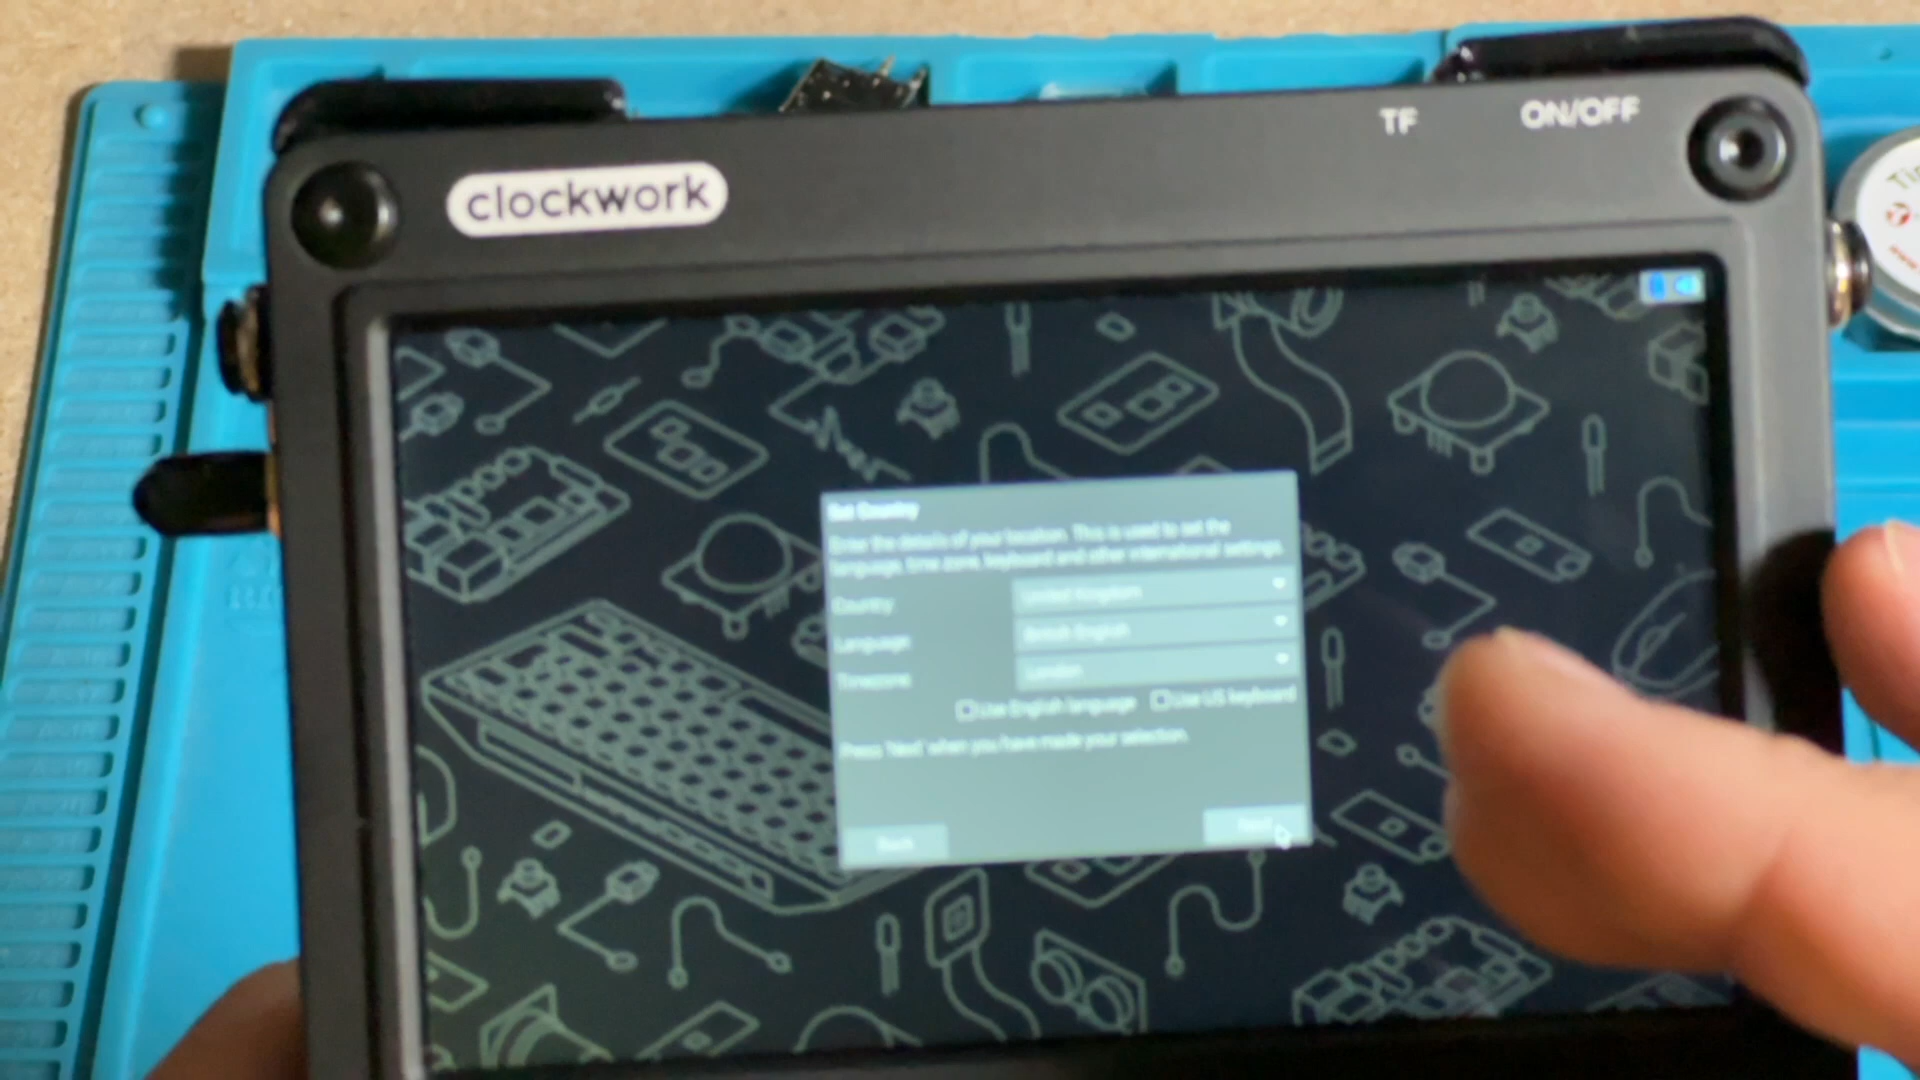 TF
ON/OFF
clockwork
Set Country
Enter the details of your location. This is used to set the
language, time zone, keyboard and other international settings.
Country:
United Kingdom
Language:
British English
Timezone:
London
Use English language
Use US keyboard
Press 'Next' when you have made your selection.
Back
Next